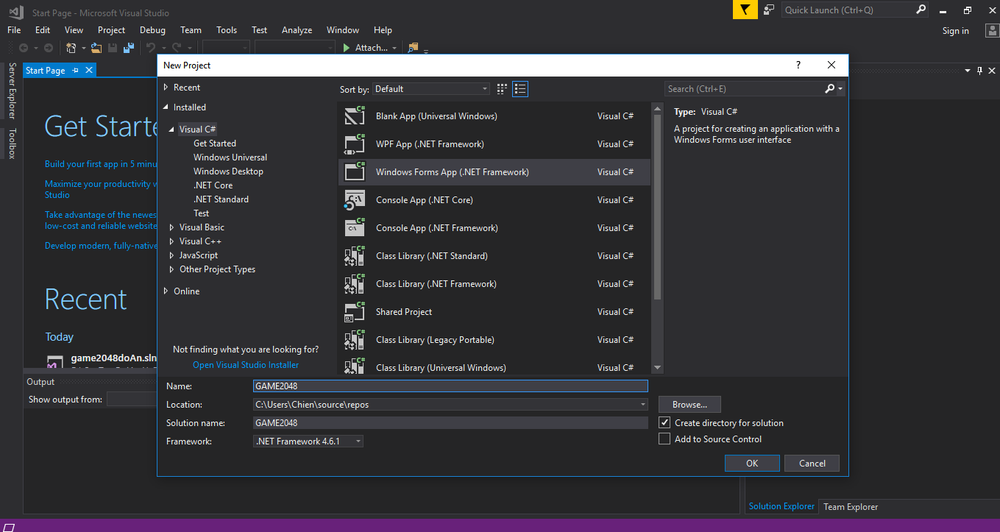 Start Page - Microsoft Visual Studio
Quick Launch (Ctrl+Q)
File Edit View Project Debug Team Tools Test Analyze Window Help
Sign in
Attach...
Server Explorer
Toolbox
Start Page
Get Starte
Build your first app in 5 minu
Maximize your productivity w
Studio
Take advantage of the newes
low-cost and reliable website
Develop modern, fully-native
Recent
Today
game2048doAn.sln
Output
Show output from:
New Project
?
Recent
Installed
Visual C#
Get Started
Windows Universal
Windows Desktop
.NET Core
.NET Standard
Test
Visual Basic
Visual C++
JavaScript
Other Project Types
Online
Not finding what you are looking for?
Open Visual Studio Installer
Sort by: Default
Search (Ctrl+E)
Blank App (Universal Windows) Visual C#
WPF App (.NET Framework) Visual C#
Windows Forms App (.NET Framework) Visual C#
Console App (.NET Core) Visual C#
Console App (.NET Framework) Visual C#
Class Library (.NET Standard) Visual C#
Class Library (.NET Framework) Visual C#
Shared Project Visual C#
Class Library (Legacy Portable) Visual C#
Class Library (Universal Windows) Visual C#
Type: Visual C#
A project for creating an application with a
Windows Forms user interface
Name: GAME2048
Location: C:\Users\Chien\source\repos
Browse...
Solution name: GAME2048
Create directory for solution
Framework: .NET Framework 4.6.1
Add to Source Control
OK Cancel
Solution Explorer Team Explorer